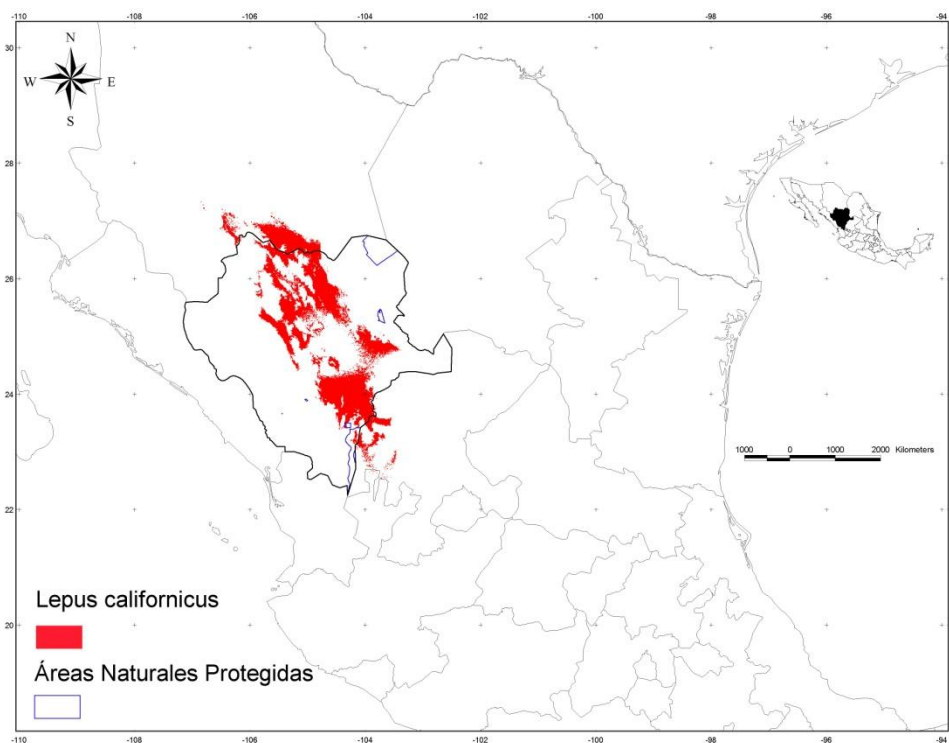 -110 -108 -106 -104 -102 -100 -98 -96 -94
30
28
26
24
22
20
N
W E
S
1000 0 1000 2000 Kilometers
Lepus californicus
Áreas Naturales Protegidas
-110 -108 -106 -104 -102 -100 -98 -96 -94